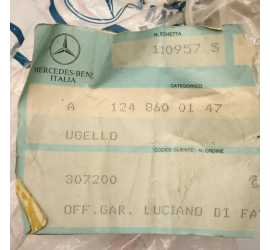 N. ETICHETTA
110957 S
MERCEDES-BENZ
ITALIA
CATEGORICO
A 124 860 01 47
UGELLO
CODICE CLIENTE / N. ORDINE
307200
OFF.GAR. LUCIANO DI FA